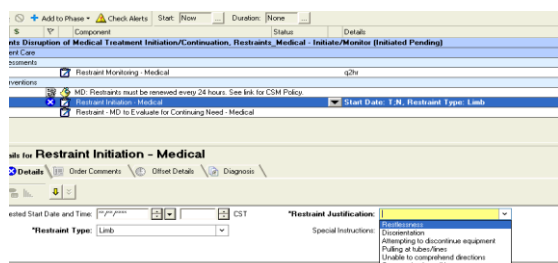 + Add to Phase Check Alerts Start: Now ... Duration: None ...
S Component Status Details
nts Disruption of Medical Treatment Initiation/Continuation, Restraints_Medical - Initiate/Monitor (Initiated Pending)
ent Care
essments
Restraint Monitoring - Medical q2hr
erventions
MD: Restraints must be renewed every 24 hours. See link for CSM Policy.
Restraint Initiation - Medical Start Date: T;N, Restraint Type: Limb
Restraint - MD to Evaluate for Continuing Need - Medical
ails for Restraint Initiation - Medical
Details Order Comments Offset Details Diagnosis
ested Start Date and Time: **/**/**** CST *Restraint Justification:
Restlessness
*Restraint Type: Limb Special Instructions: Disorientation
Attempting to discontinue equipment
Pulling at tubes/lines
Unable to comprehend directions